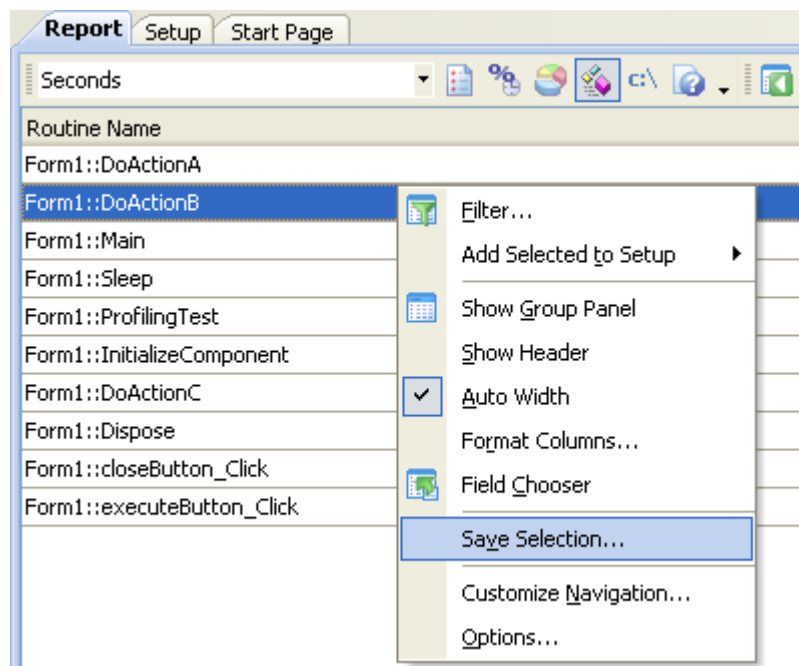 Report Setup Start Page
Seconds c:\
Routine Name
Form1::DoActionA
Form1::DoActionB
Form1::Main
Form1::Sleep
Form1::ProfilingTest
Form1::InitializeComponent
Form1::DoActionC
Form1::Dispose
Form1::closeButton_Click
Form1::executeButton_Click
Filter...
Add Selected to Setup
Show Group Panel
Show Header
Auto Width
Format Columns...
Field Chooser
Save Selection...
Customize Navigation...
Options...